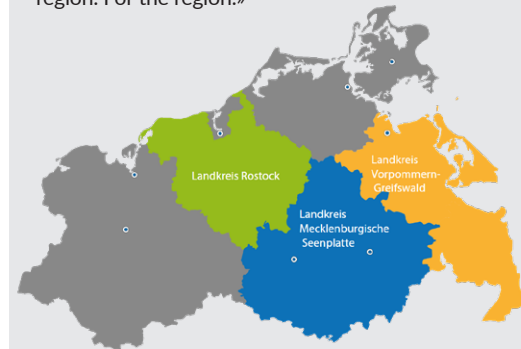 region. For the region.»
Landkreis Rostock
Landkreis
Vorpommern-
Greifswald
Landkreis
Mecklenburgische
Seenplatte